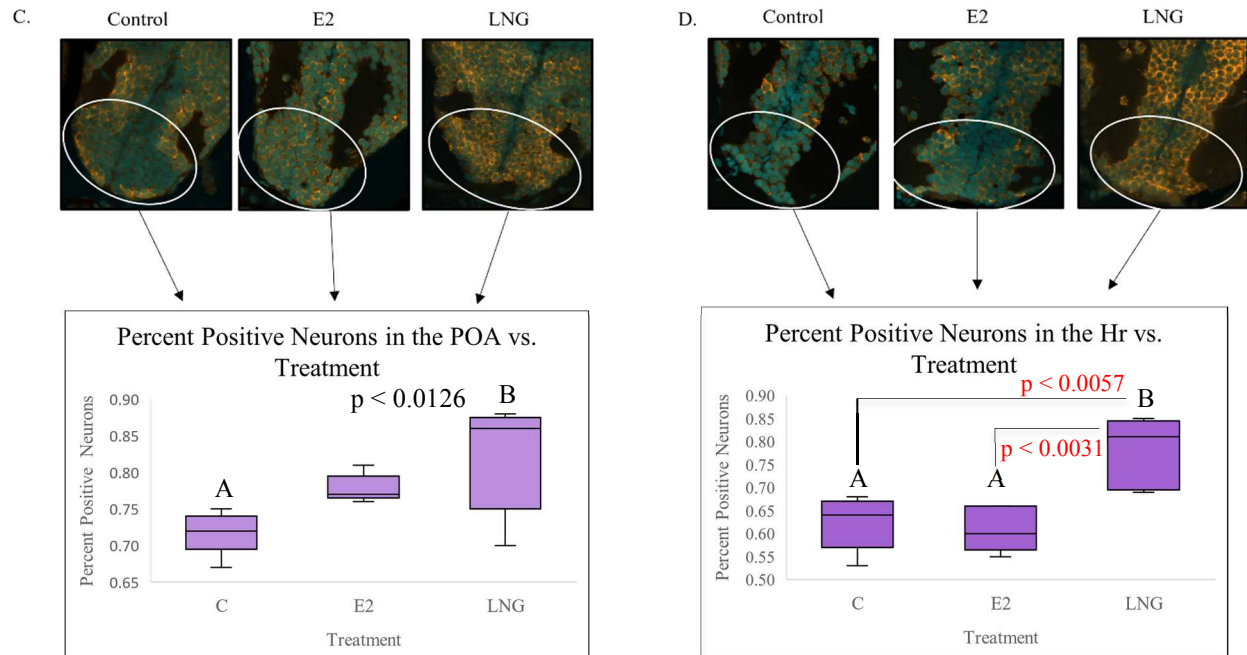 C.
Control
E2
LNG
Percent Positive Neurons in the POA vs.
Treatment
p < 0.0126
B
A
Percent Positive Neurons
0.90
0.85
0.80
0.75
0.70
0.65
C
E2
LNG
Treatment
D.
Control
E2
LNG
Percent Positive Neurons in the Hr vs.
Treatment
p < 0.0057
B
p < 0.0031
A
A
Percent Positive Neurons
0.90
0.85
0.80
0.75
0.70
0.65
0.60
0.55
0.50
C
E2
LNG
Treatment